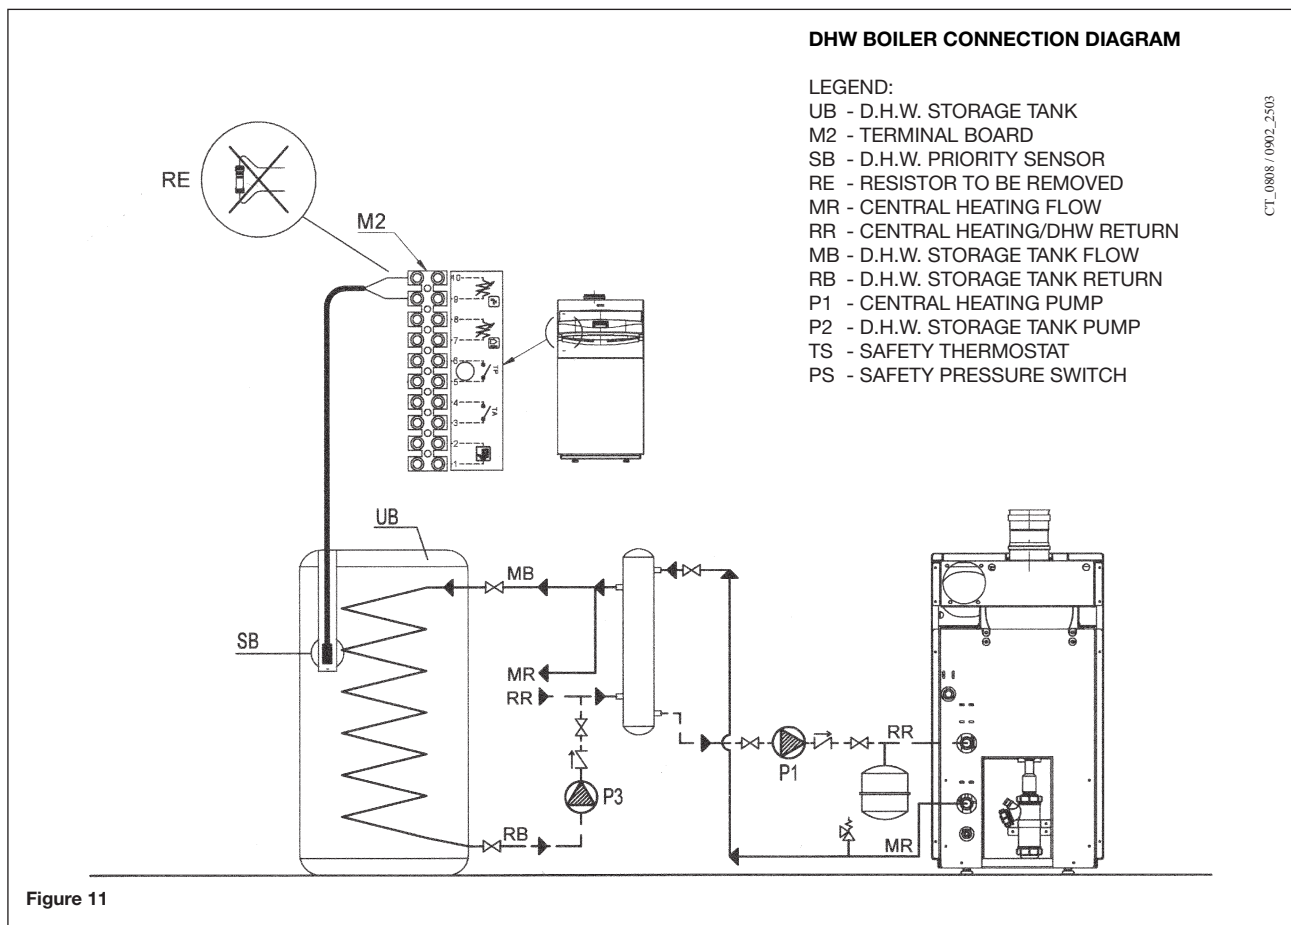 DHW BOILER CONNECTION DIAGRAM
LEGEND:
UB - D.H.W. STORAGE TANK
M2 - TERMINAL BOARD
SB - D.H.W. PRIORITY SENSOR
RE - RESISTOR TO BE REMOVED
MR - CENTRAL HEATING FLOW
RR - CENTRAL HEATING/DHW RETURN
MB - D.H.W. STORAGE TANK FLOW
RB - D.H.W. STORAGE TANK RETURN
P1 - CENTRAL HEATING PUMP
P2 - D.H.W. STORAGE TANK PUMP
TS - SAFETY THERMOSTAT
PS - SAFETY PRESSURE SWITCH
CT_0808 / 0902_2503
RE
M2
10
9
8
7
6
TP
5
4
TA
3
2
1
UB
MB
SB
MR
RR
RR
P1
P3
RB
MR
Figure 11